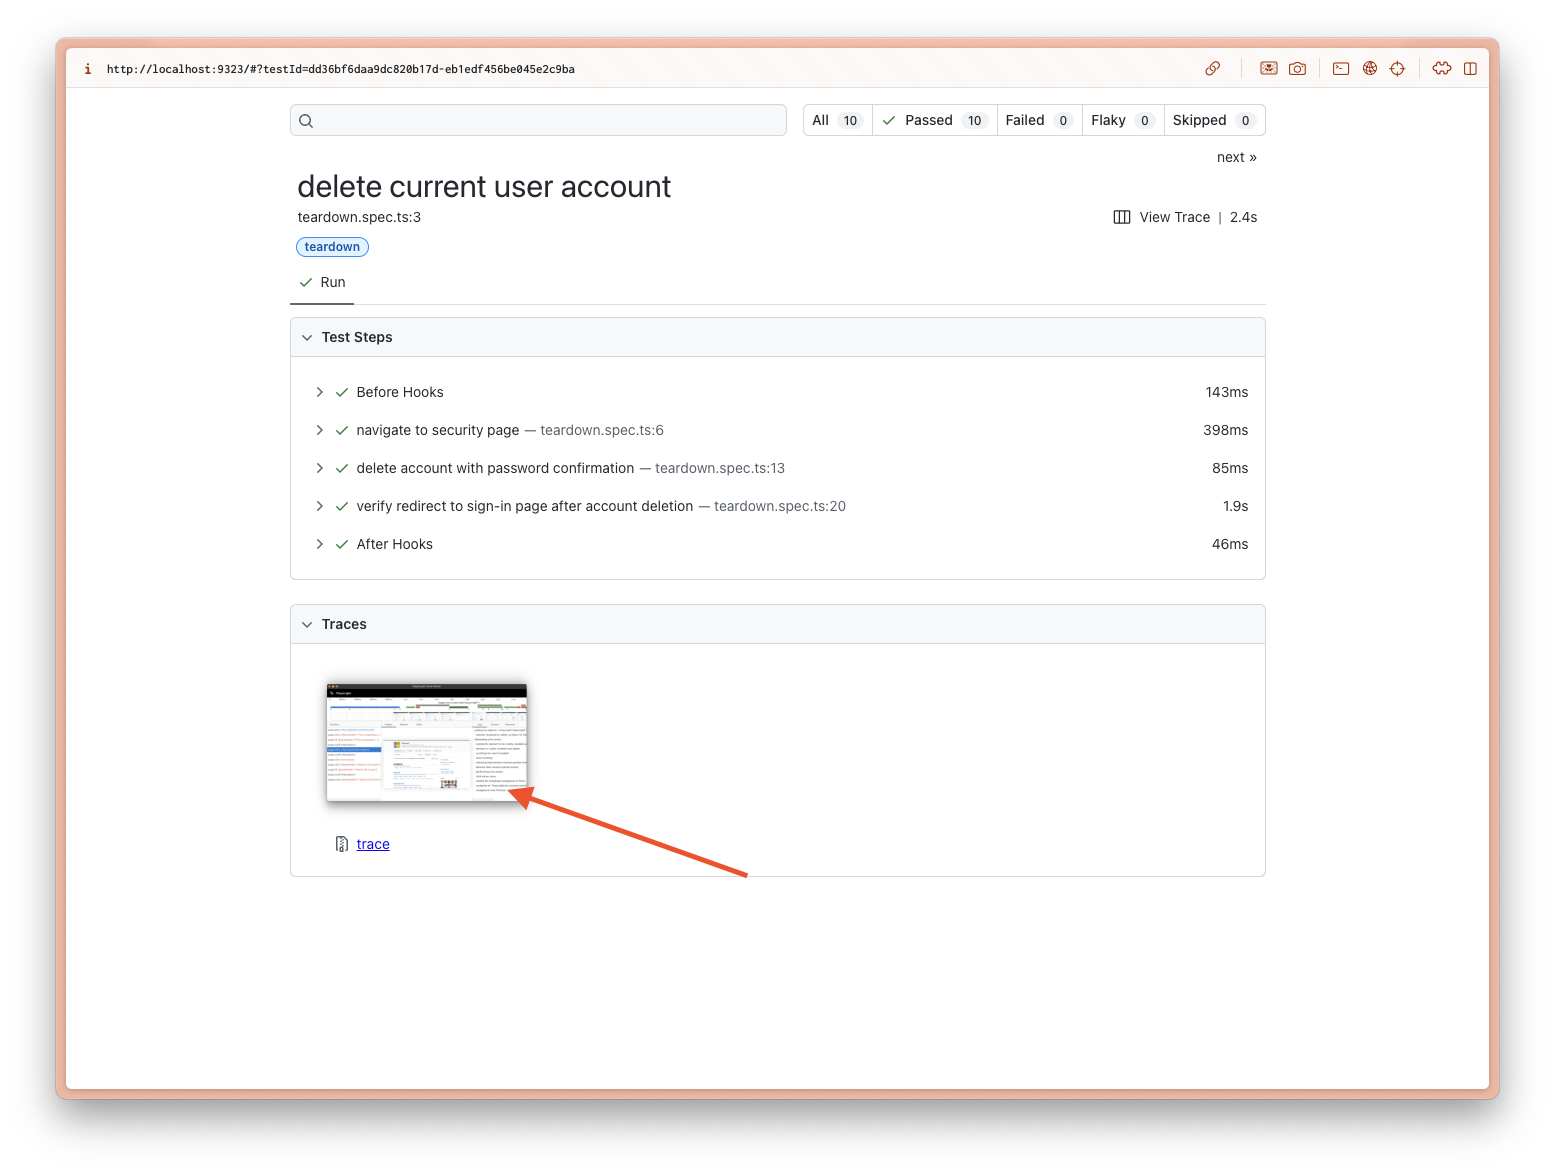 i http://localhost:9323/#?testId=dd36bf6daa9dc820b17d-eb1edf456be045e2c9ba
All 10 Passed 10 Failed 0 Flaky 0 Skipped 0
next »
delete current user account
teardown.spec.ts:3
View Trace | 2.4s
teardown
Run
Test Steps
Before Hooks 143ms
navigate to security page — teardown.spec.ts:6 398ms
delete account with password confirmation — teardown.spec.ts:13 85ms
verify redirect to sign-in page after account deletion — teardown.spec.ts:20 1.9s
After Hooks 46ms
Traces
trace